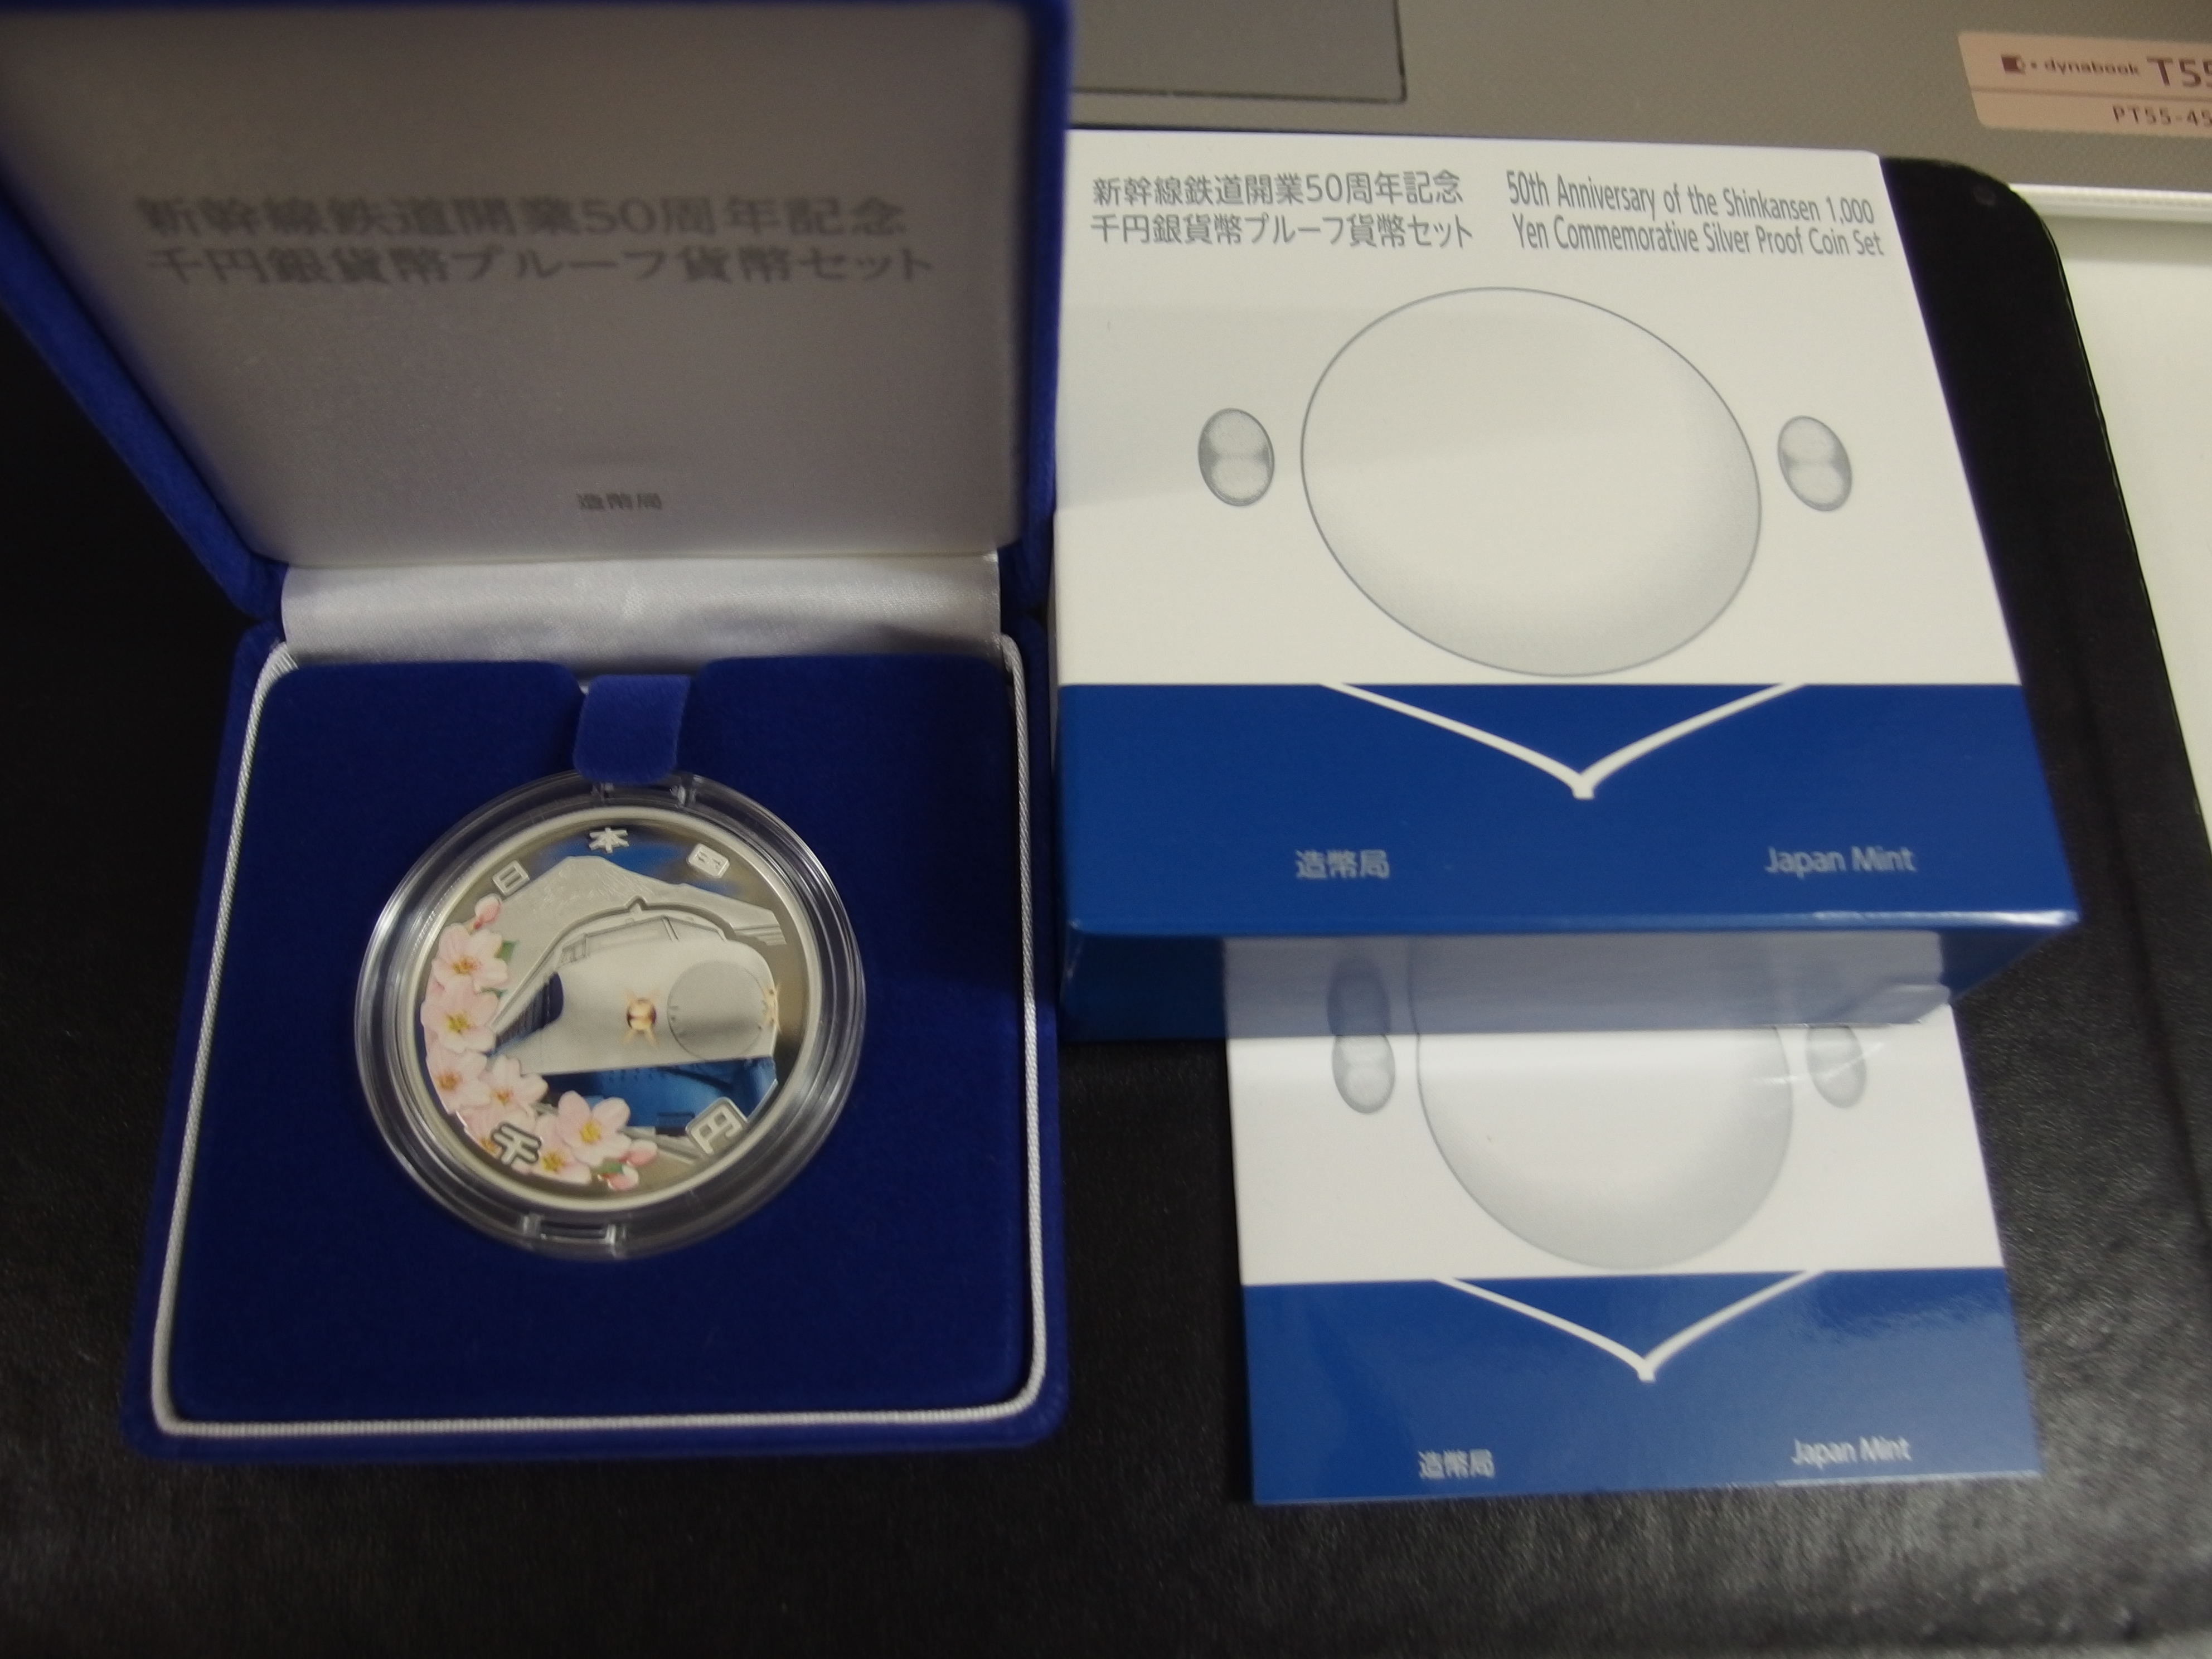 新幹線鉄道開業50周年記念
千円銀貨幣プルーフ貨幣セット
造幣局
日本国
千円
新幹線鉄道開業50周年記念
千円銀貨幣プルーフ貨幣セット
50th Anniversary of the Shinkansen 1,000
Yen Commemorative Silver Proof Coin Set
造幣局
Japan Mint
造幣局
Japan Mint
dynabook T55
PT55-45